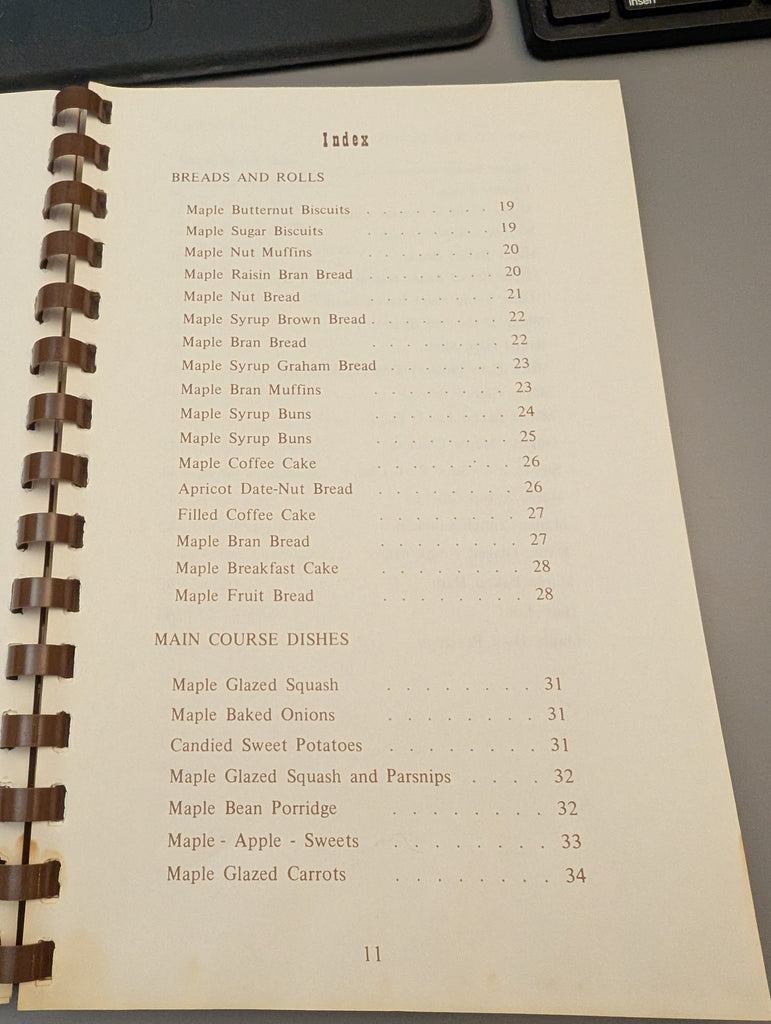 Insert
Index
BREADS AND ROLLS
Maple Butternut Biscuits . . . . . . . . 19
Maple Sugar Biscuits . . . . . . . . 19
Maple Nut Muffins . . . . . . . . 20
Maple Raisin Bran Bread . . . . . . . . 20
Maple Nut Bread . . . . . . . . 21
Maple Syrup Brown Bread . . . . . . . . 22
Maple Bran Bread . . . . . . . . 22
Maple Syrup Graham Bread . . . . . . . 23
Maple Bran Muffins . . . . . . . . 23
Maple Syrup Buns . . . . . . . . 24
Maple Syrup Buns . . . . . . . . 25
Maple Coffee Cake . . . . . . . . 26
Apricot Date-Nut Bread . . . . . . . . 26
Filled Coffee Cake . . . . . . . . 27
Maple Bran Bread . . . . . . . . 27
Maple Breakfast Cake . . . . . . . . 28
Maple Fruit Bread . . . . . . . . 28
MAIN COURSE DISHES
Maple Glazed Squash . . . . . . . . 31
Maple Baked Onions . . . . . . . . 31
Candied Sweet Potatoes . . . . . . . . 31
Maple Glazed Squash and Parsnips . . . . 32
Maple Bean Porridge . . . . . . . . 32
Maple - Apple - Sweets . . . . . . . . 33
Maple Glazed Carrots . . . . . . . . 34
11